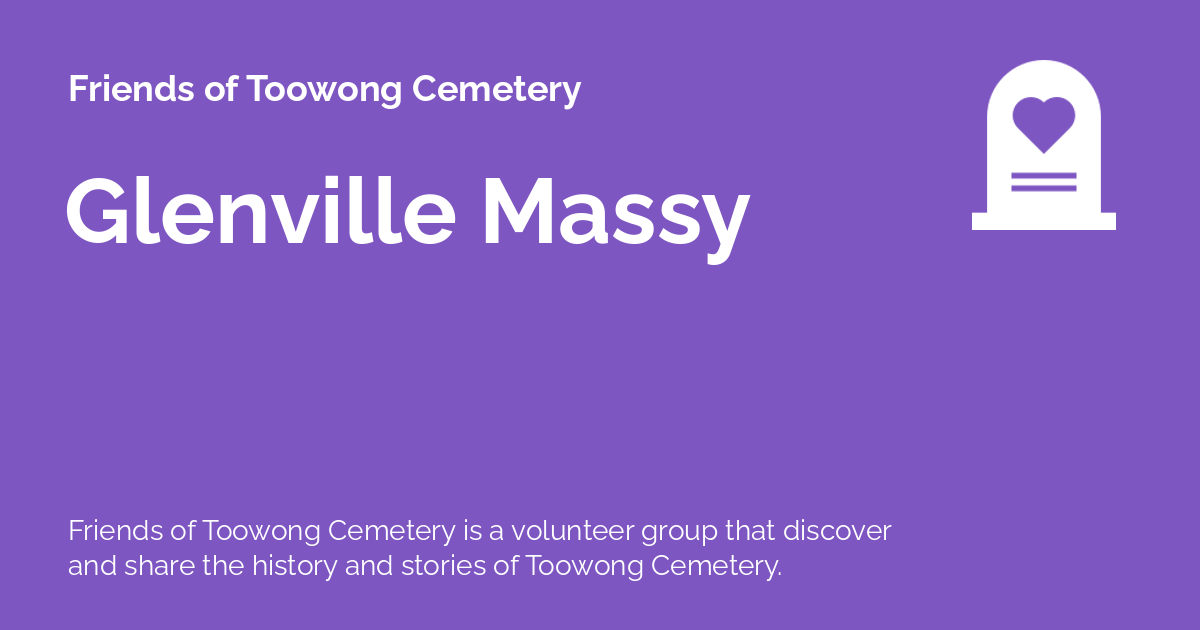 Friends of Toowong Cemetery
Glenville Massy
Friends of Toowong Cemetery is a volunteer group that discover
and share the history and stories of Toowong Cemetery.